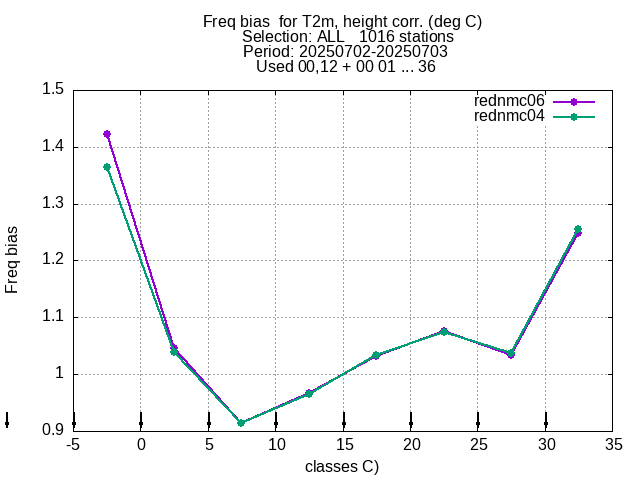 Freq bias  for T2m, height corr. (deg C)
Selection: ALL   1016 stations
Period: 20250702-20250703
Used 00,12 + 00 01 ... 36
rednmc06
rednmc04
1.5
1.4
1.3
1.2
1.1
1
0.9
Freq bias
-5 0 5 10 15 20 25 30 35
classes C)